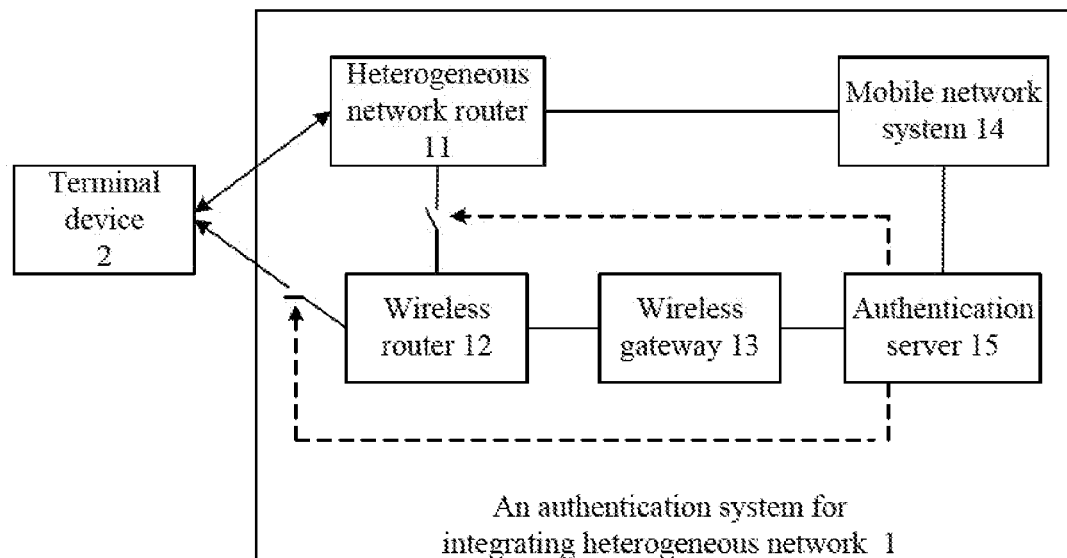 Heterogeneous
network router
11
Mobile network
system 14
Terminal
device
2
Wireless
router 12
Wireless
gateway 13
Authentication
server 15
An authentication system for
integrating heterogeneous network 1